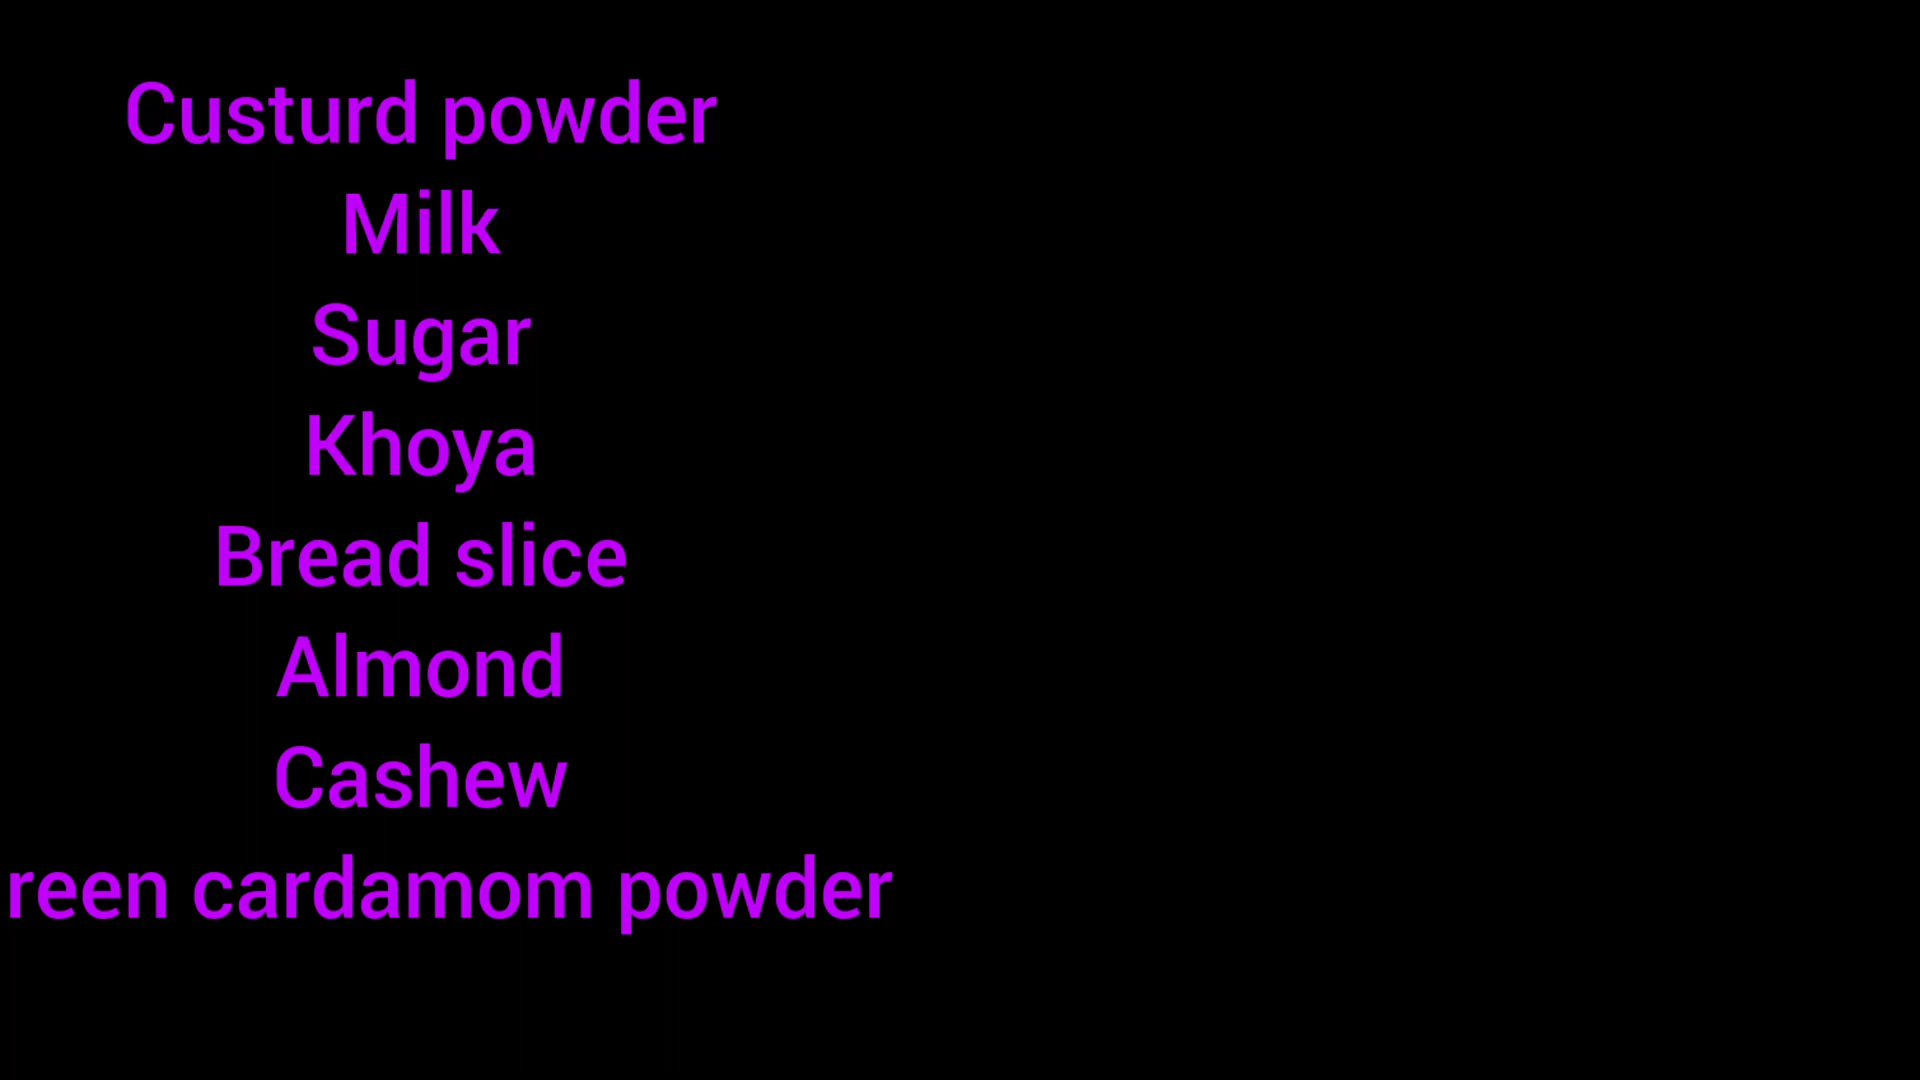 Custurd powder
Milk
Sugar
Khoya
Bread slice
Almond
Cashew
reen cardamom powder